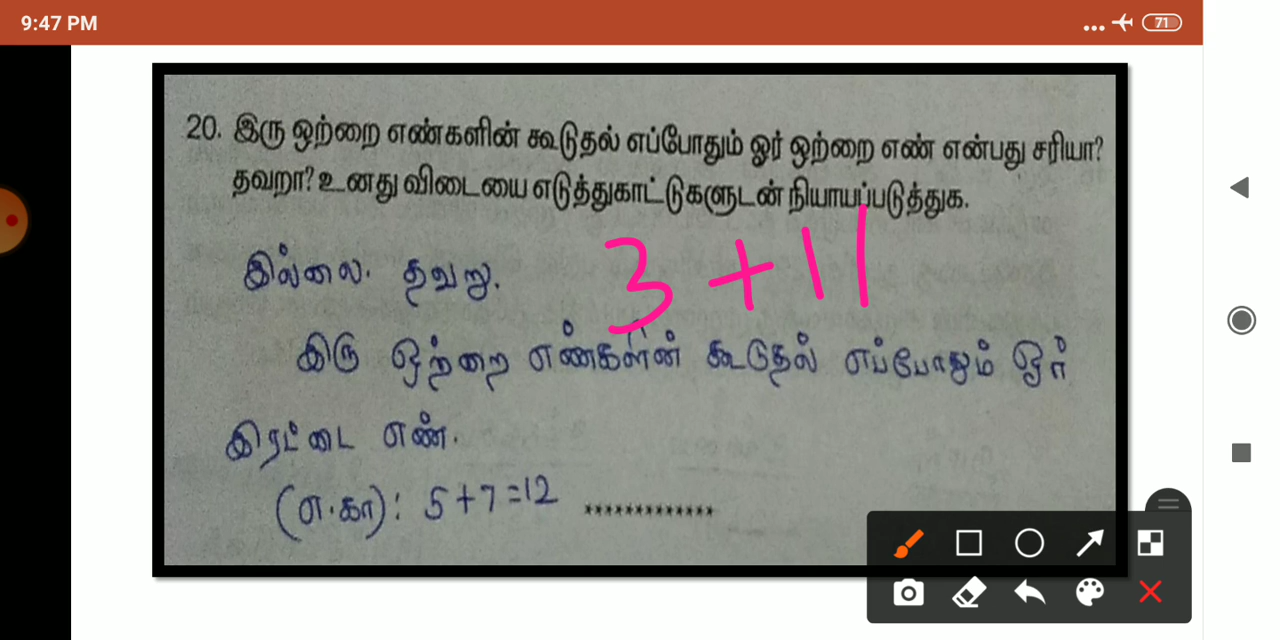 9:47 PM
71
20. இரு ஒற்றை எண்களின் கூடுதல் எப்போதும் ஓர் ஒற்றை எண் என்பது சரியா?
தவறா? உனது விடையை எடுத்துகாட்டுகளுடன் நியாயப்படுத்துக.
இல்லை. தவறு.
3 + 11
இரு ஒற்றை எண்களின் கூடுதல் எப்போதும் ஓர்
இரட்டை எண்.
(எ.கா): 5+7=12 *************